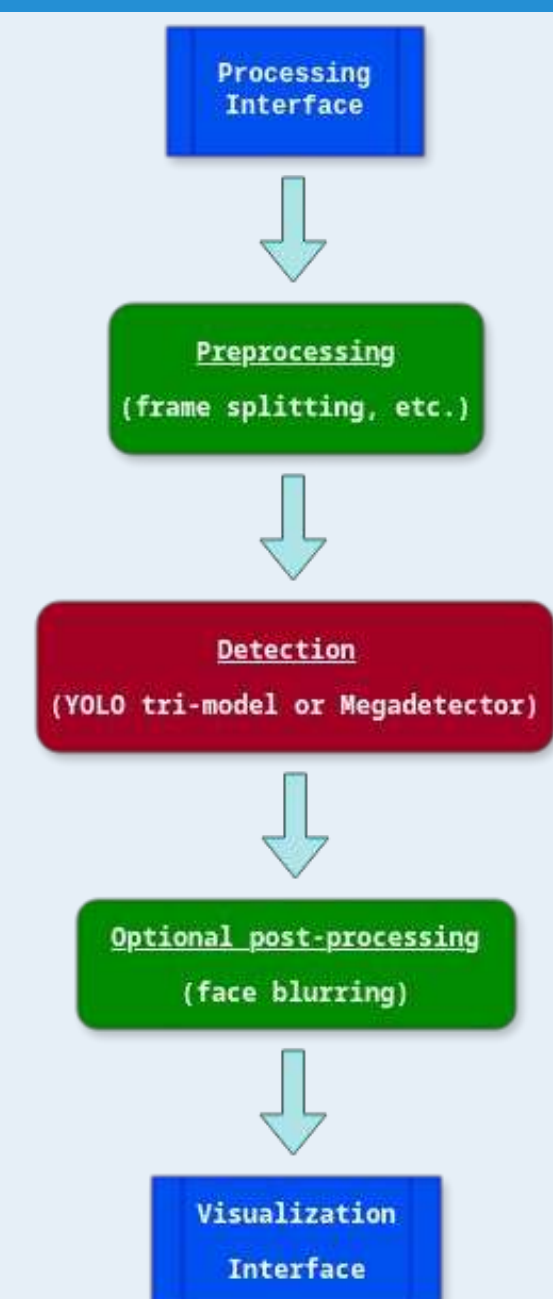 Processing
Interface
Preprocessing
(frame splitting, etc.)
Detection
(YOLO tri-model or Megadetector)
Optional post-processing
(face blurring)
Visualization
Interface